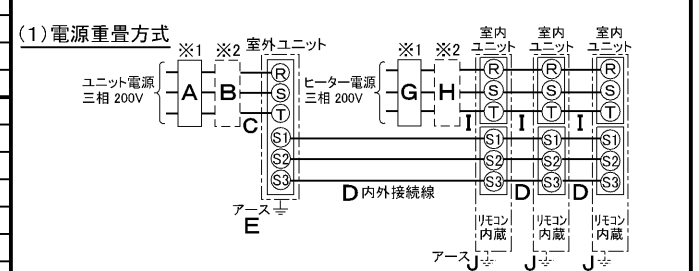 (1)電源重畳方式
※1 ※2 室外ユニット
ユニット電源
三相 200V
A B C
R
S
T
S1
S2
S3
アース
E
※1 ※2
ヒーター電源
三相 200V
G H
室内
ユニット
室内
ユニット
室内
ユニット
R R R
S S S
T T T
I I I
S1 S1 S1
S2 S2 S2
S3 S3 S3
D 内外接続線
D D
リモコン
内蔵
リモコン
内蔵
リモコン
内蔵
アース J J J